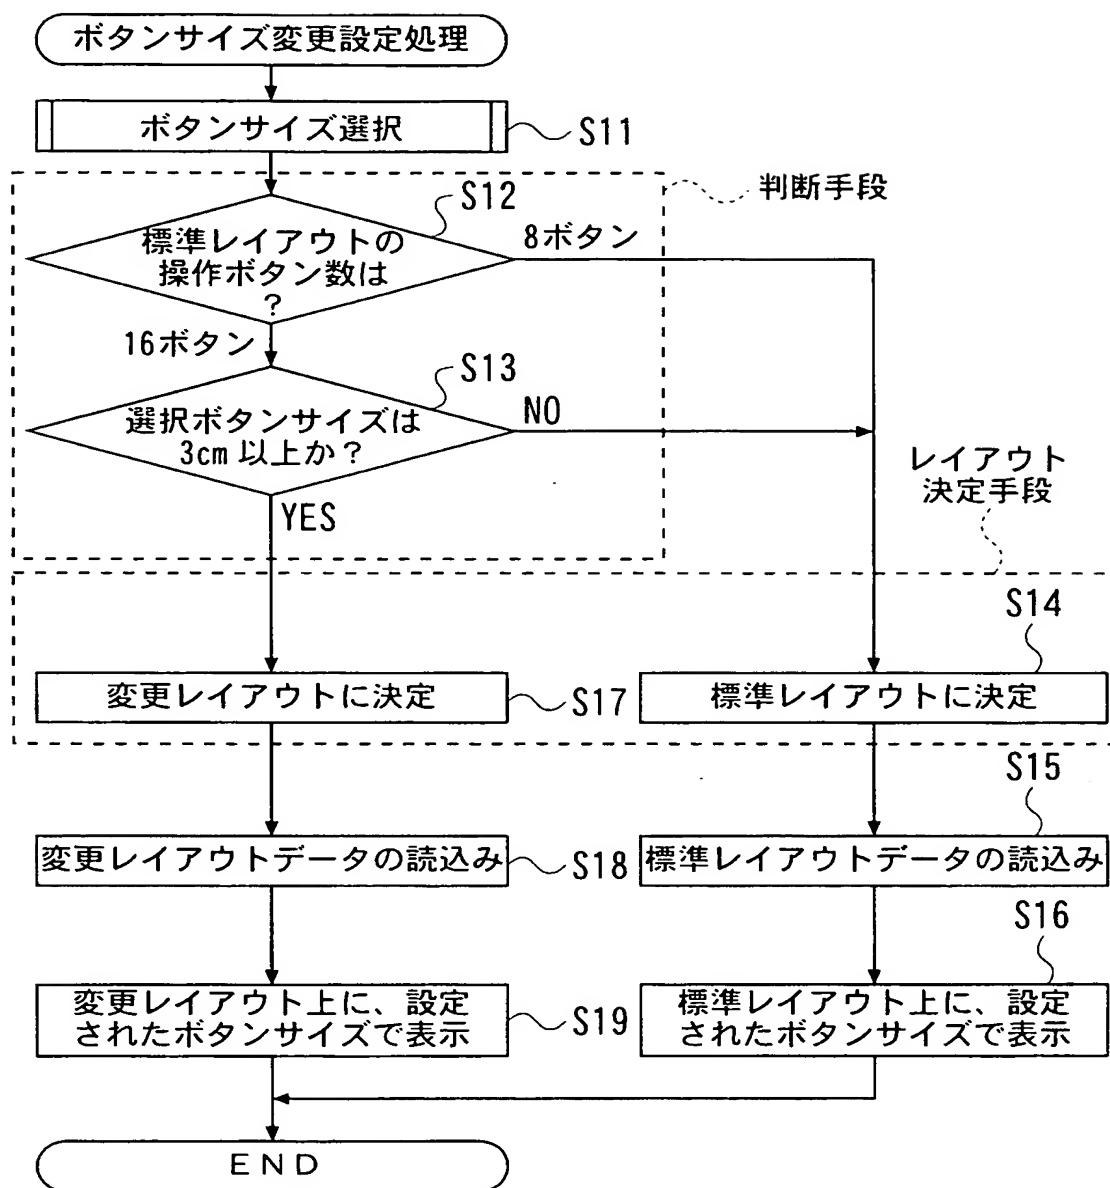 ボタンサイズ変更設定処理
ボタンサイズ選択
S11
判断手段
S12
標準レイアウトの
操作ボタン数は
？
8ボタン
16ボタン
S13
選択ボタンサイズは
3cm以上か？
NO
YES
レイアウト
決定手段
S14
変更レイアウトに決定
S17
標準レイアウトに決定
S15
変更レイアウトデータの読込み
S18
標準レイアウトデータの読込み
S16
変更レイアウト上に、設定
されたボタンサイズで表示
S19
標準レイアウト上に、設定
されたボタンサイズで表示
END